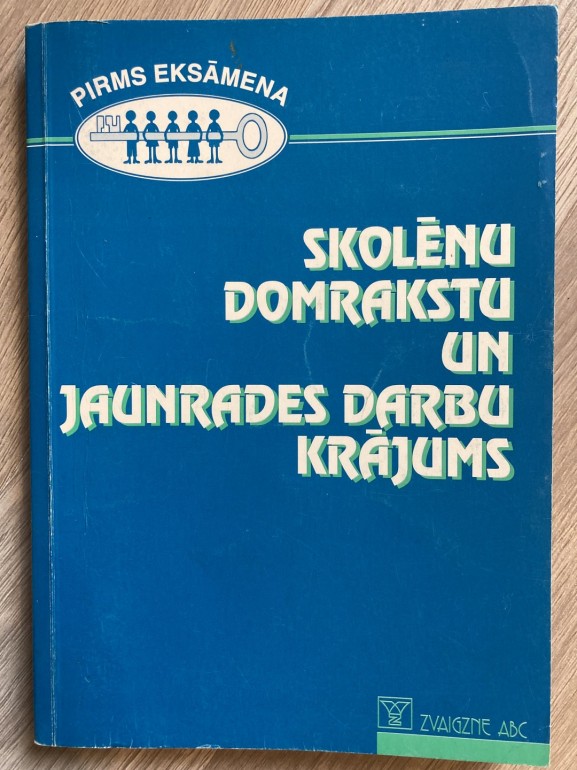 PIRMS EKSĀMENA
SKOLĒNU
DOMRAKSTU
UN
JAUNRADES DARBU
KRĀJUMS
ZVAIGZNE ABC